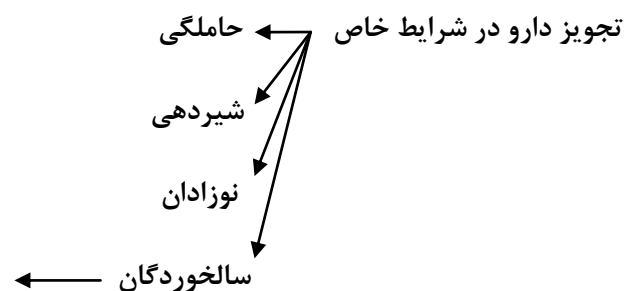 تجویز دارو در شرایط خاص
حاملگی
شیردهی
نوزادان
سالخوردگان